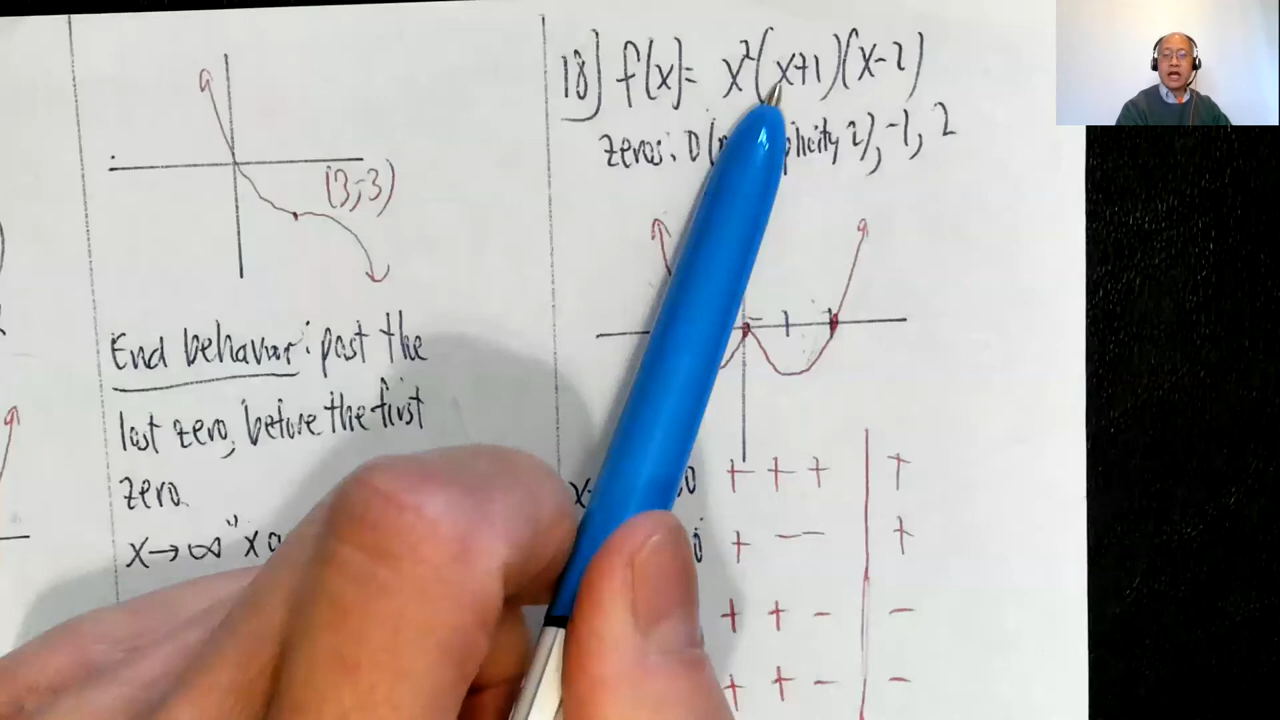 (3,-3)
End behavior: past the
last zero, before the first
zero.
x→∞ "x
18) f(x)= x²(x+1)(x-2)
zeros: 0 ( 2), -1, 2
+ + + | +
+ - - | +
+ + - | -
+ + - | -